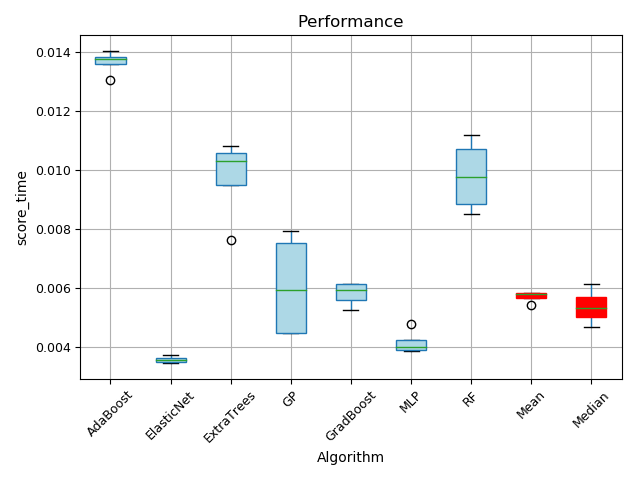 Performance
0.014
0.012
0.010
0.008
0.006
0.004
score_time
AdaBoost
ElasticNet
ExtraTrees
GP
GradBoost
MLP
RF
Mean
Median
Algorithm